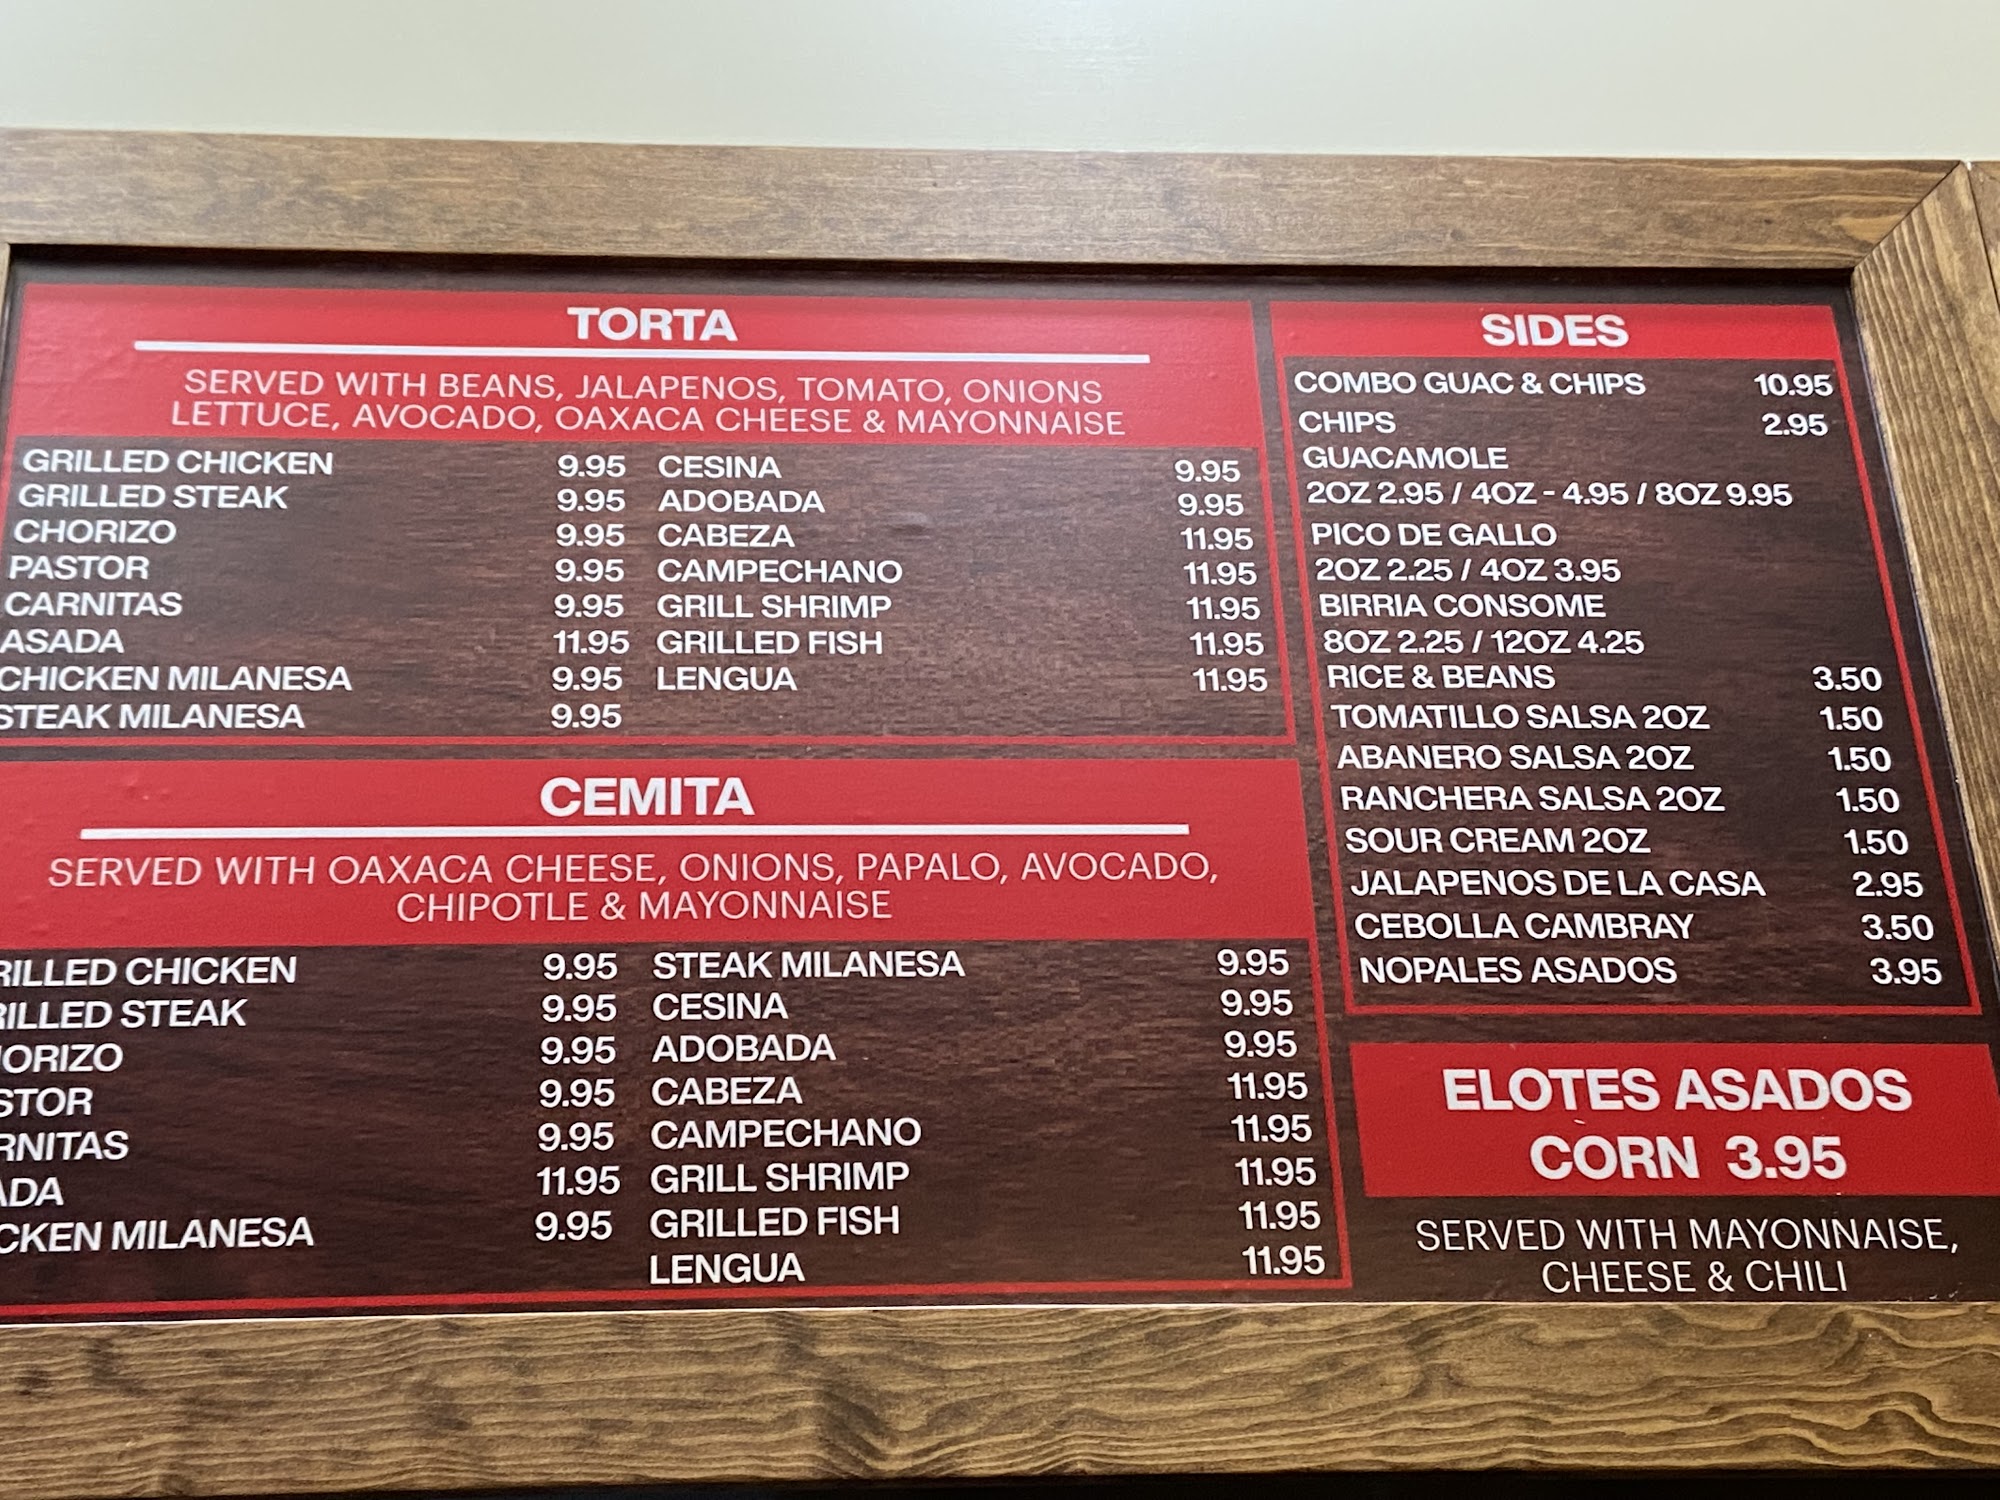 TORTA
SERVED WITH BEANS, JALAPENOS, TOMATO, ONIONS
LETTUCE, AVOCADO, OAXACA CHEESE & MAYONNAISE
GRILLED CHICKEN 9.95
GRILLED STEAK 9.95
CHORIZO 9.95
PASTOR 9.95
CARNITAS 9.95
ASADA 11.95
CHICKEN MILANESA 9.95
STEAK MILANESA 9.95
CESINA 9.95
ADOBADA 9.95
CABEZA 11.95
CAMPECHANO 11.95
GRILL SHRIMP 11.95
GRILLED FISH 11.95
LENGUA 11.95
CEMITA
SERVED WITH OAXACA CHEESE, ONIONS, PAPALO, AVOCADO,
CHIPOTLE & MAYONNAISE
RILLED CHICKEN 9.95
RILLED STEAK 9.95
ORIZO 9.95
STOR 9.95
RNITAS 9.95
ADA 11.95
CKEN MILANESA 9.95
STEAK MILANESA 9.95
CESINA 9.95
ADOBADA 9.95
CABEZA 11.95
CAMPECHANO 11.95
GRILL SHRIMP 11.95
GRILLED FISH 11.95
LENGUA 11.95
SIDES
COMBO GUAC & CHIPS 10.95
CHIPS 2.95
GUACAMOLE
2OZ 2.95 / 4OZ - 4.95 / 8OZ 9.95
PICO DE GALLO
2OZ 2.25 / 4OZ 3.95
BIRRIA CONSOME
8OZ 2.25 / 12OZ 4.25
RICE & BEANS 3.50
TOMATILLO SALSA 2OZ 1.50
ABANERO SALSA 2OZ 1.50
RANCHERA SALSA 2OZ 1.50
SOUR CREAM 2OZ 1.50
JALAPENOS DE LA CASA 2.95
CEBOLLA CAMBRAY 3.50
NOPALES ASADOS 3.95
ELOTES ASADOS
CORN 3.95
SERVED WITH MAYONNAISE,
CHEESE & CHILI